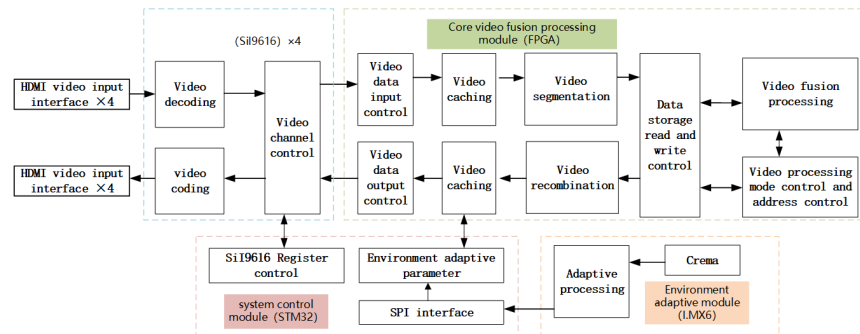 Core video fusion processing
module (FPGA)
(SiI9616) ×4
HDMI video input
interface ×4
Video
decoding
Video
channel
control
Video
data
input
control
Video
caching
Video
segmentation
Data
storage
read and
write
control
Video fusion
processing
HDMI video input
interface ×4
video
coding
Video
data
output
control
Video
caching
Video
recombination
Video processing
mode control and
address control
SiI9616 Register
control
Environment adaptive
parameter
Adaptive
processing
Crema
system control
module (STM32)
SPI interface
Environment
adaptive module
(I.MX6)